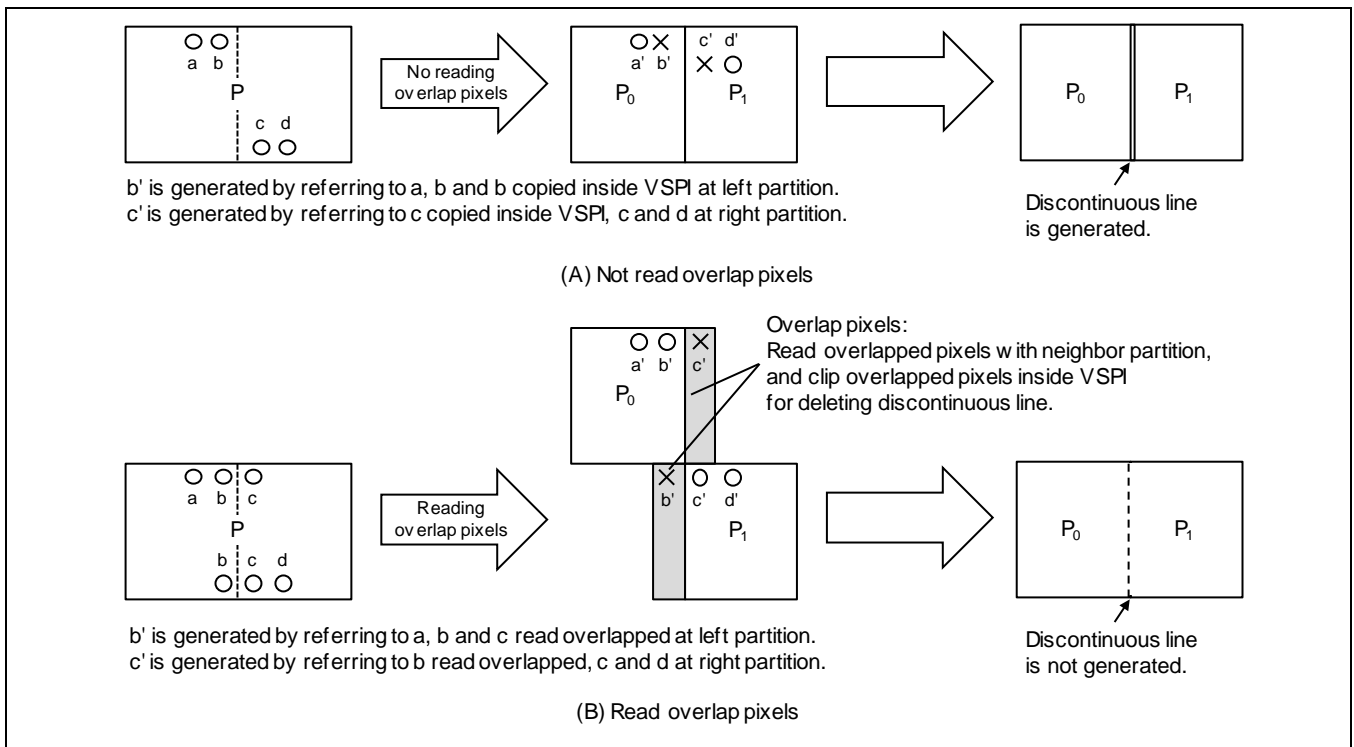 a b
P
c d
No reading
overlap pixels
a' b' c' d'
P0 P1
P0 P1
b' is generated by referring to a, b and b copied inside VSPI at left partition.
c' is generated by referring to c copied inside VSPI, c and d at right partition.
Discontinuous line
is generated.
(A) Not read overlap pixels
Overlap pixels:
Read overlapped pixels with neighbor partition,
and clip overlapped pixels inside VSPI
for deleting discontinuous line.
a' b' c'
P0
a b c
P
b c d
Reading
overlap pixels
b' c' d'
P1
P0 P1
b' is generated by referring to a, b and c read overlapped at left partition.
c' is generated by referring to b read overlapped, c and d at right partition.
Discontinuous line
is not generated.
(B) Read overlap pixels